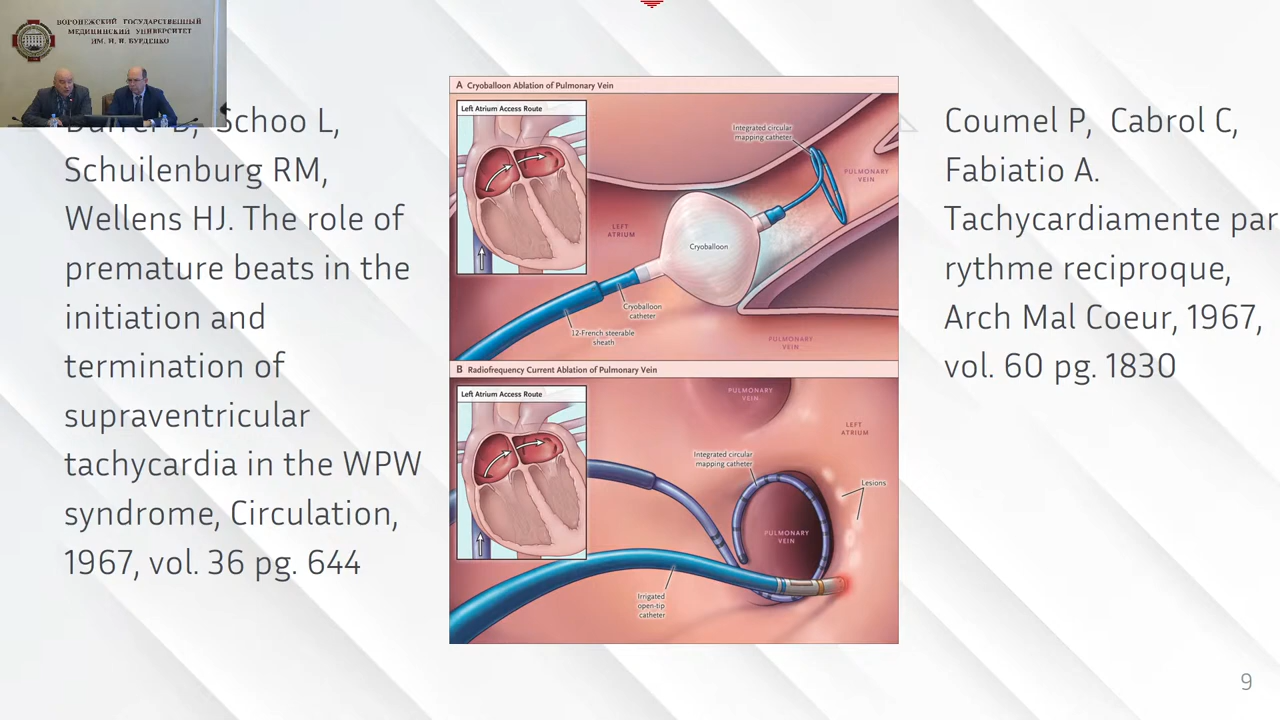 ВОРОНЕЖСКИЙ ГОСУДАРСТВЕННЫЙ
МЕДИЦИНСКИЙ УНИВЕРСИТЕТ
ИМ. Н. Н. БУРДЕНКО
Schoo L,
Schuilenburg RM,
Wellens HJ. The role of
premature beats in the
initiation and
termination of
supraventricular
tachycardia in the WPW
syndrome, Circulation,
1967, vol. 36 pg. 644
A Cryoballoon Ablation of Pulmonary Vein
Left Atrium Access Route
Integrated circular
mapping catheter
PULMONARY
VEIN
LEFT
ATRIUM
Cryoballoon
Cryoballoon
catheter
12-French steerable
sheath
PULMONARY
VEIN
B Radiofrequency Current Ablation of Pulmonary Vein
Left Atrium Access Route
PULMONARY
VEIN
LEFT
ATRIUM
Integrated circular
mapping catheter
Lesions
PULMONARY
VEIN
Irrigated
open-tip
catheter
Coumel P, Cabrol C,
Fabiatio A.
Tachycardiamente par
rythme reciproque,
Arch Mal Coeur, 1967,
vol. 60 pg. 1830
9